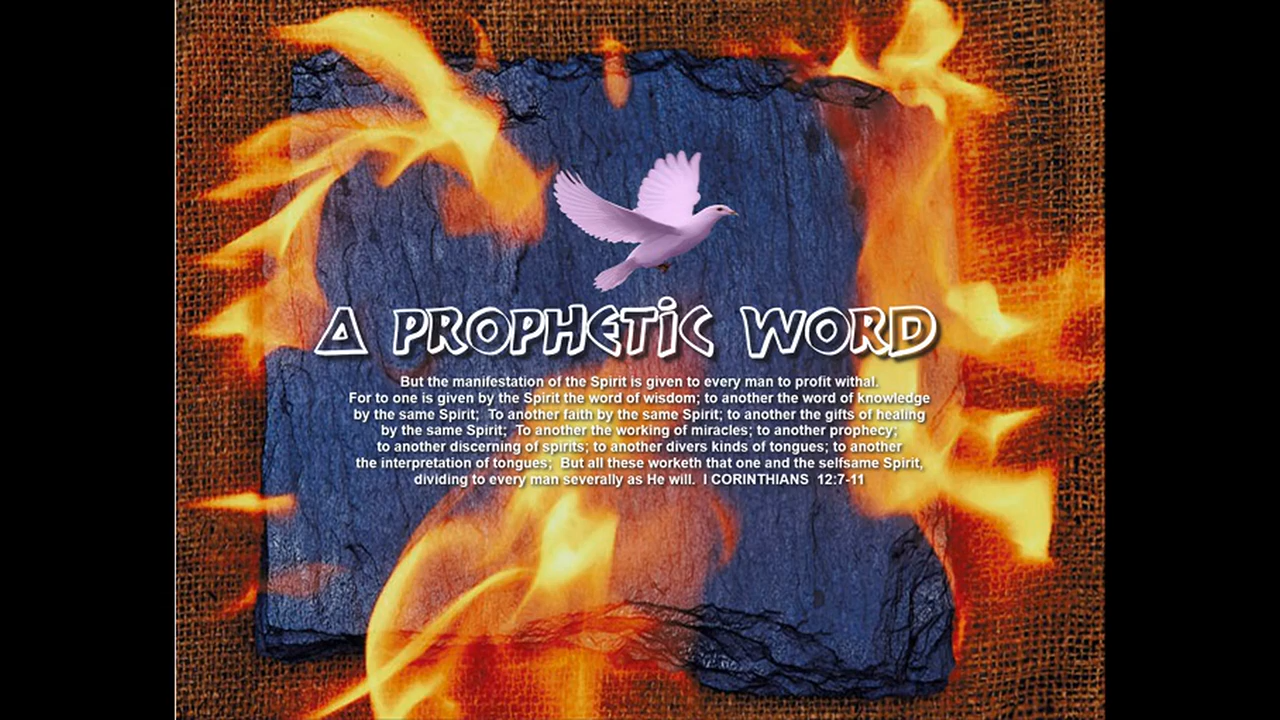 A PROPHETIC WORD
But the manifestation of the Spirit is given to every man to profit withal.
For to one is given by the Spirit the word of wisdom; to another the word of knowledge
by the same Spirit;  To another faith by the same Spirit; to another the gifts of healing
by the same Spirit;  To another the working of miracles; to another prophecy;
to another discerning of spirits; to another divers kinds of tongues; to another
the interpretation of tongues;  But all these worketh that one and the selfsame Spirit,
dividing to every man severally as He will.  I CORINTHIANS  12:7-11